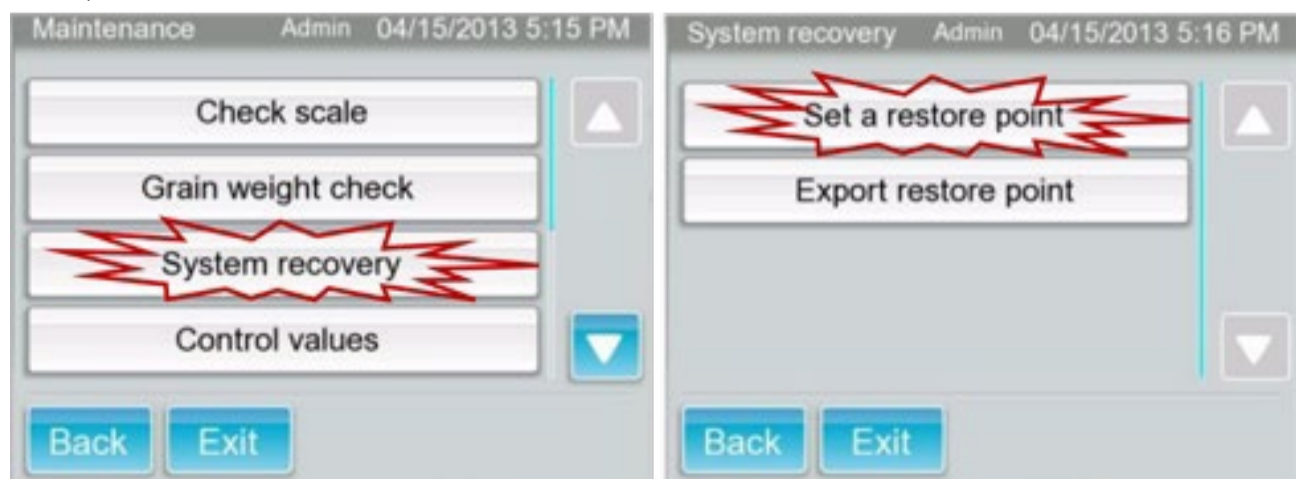 Maintenance Admin 04/15/2013 5:15 PM
Check scale
Grain weight check
System recovery
Control values
Back Exit
System recovery Admin 04/15/2013 5:16 PM
Set a restore point
Export restore point
Back Exit